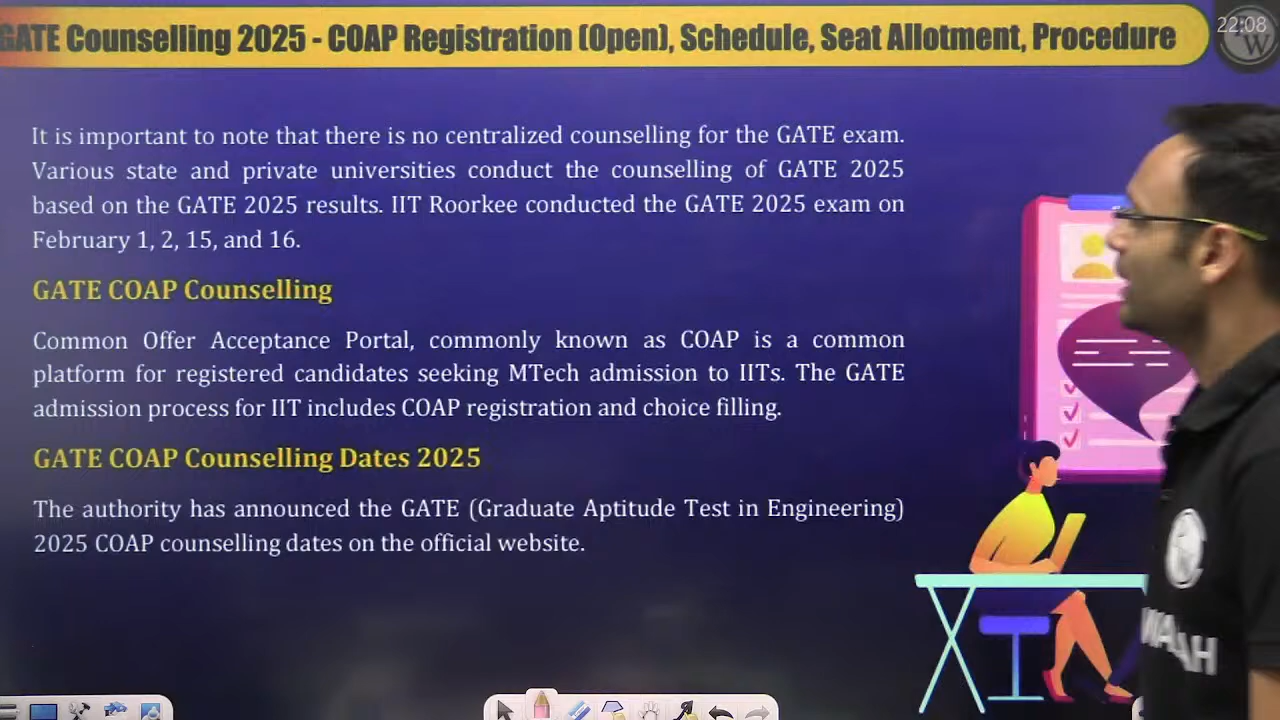 GATE Counselling 2025 - COAP Registration (Open), Schedule, Seat Allotment, Procedure
22:08
W
It is important to note that there is no centralized counselling for the GATE exam.
Various state and private universities conduct the counselling of GATE 2025
based on the GATE 2025 results. IIT Roorkee conducted the GATE 2025 exam on
February 1, 2, 15, and 16.
GATE COAP Counselling
Common Offer Acceptance Portal, commonly known as COAP is a common
platform for registered candidates seeking MTech admission to IITs. The GATE
admission process for IIT includes COAP registration and choice filling.
GATE COAP Counselling Dates 2025
The authority has announced the GATE (Graduate Aptitude Test in Engineering)
2025 COAP counselling dates on the official website.